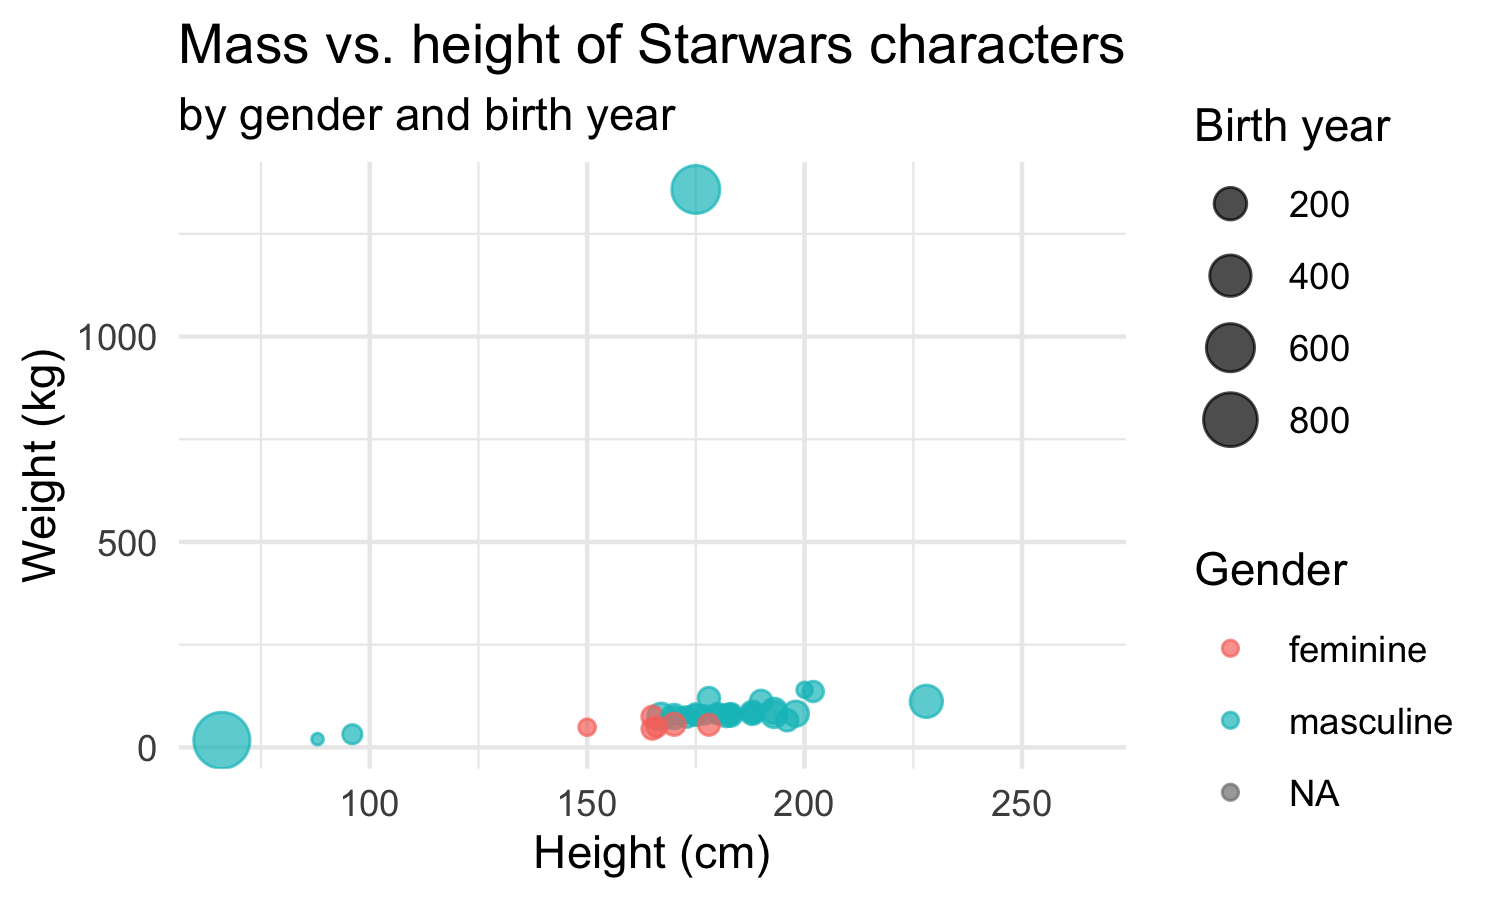 Mass vs. height of Starwars characters
by gender and birth year
Weight (kg)
1000
500
0
100
150
200
250
Height (cm)
Birth year
200
400
600
800
Gender
feminine
masculine
NA